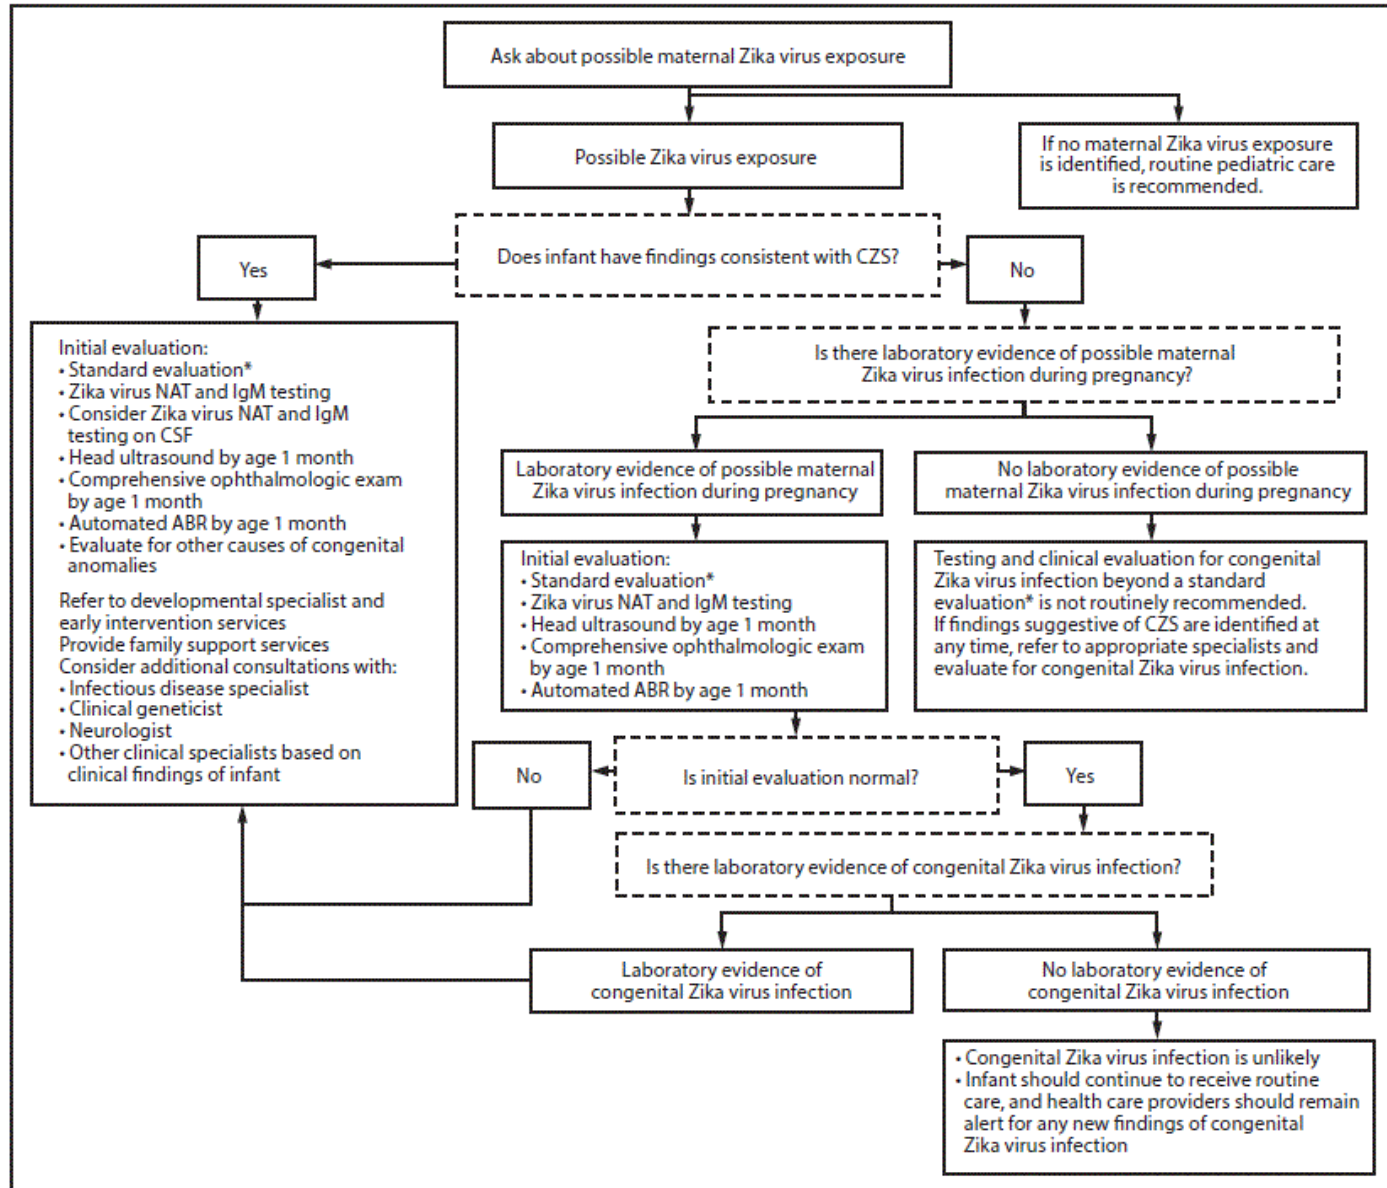 Ask about possible maternal Zika virus exposure
Possible Zika virus exposure
If no maternal Zika virus exposure
is identified, routine pediatric care
is recommended.
Does infant have findings consistent with CZS?
Yes
No
Initial evaluation:
• Standard evaluation*
• Zika virus NAT and IgM testing
• Consider Zika virus NAT and IgM
testing on CSF
• Head ultrasound by age 1 month
• Comprehensive ophthalmologic exam
by age 1 month
• Automated ABR by age 1 month
• Evaluate for other causes of congenital
anomalies
Refer to developmental specialist and
early intervention services
Provide family support services
Consider additional consultations with:
• Infectious disease specialist
• Clinical geneticist
• Neurologist
• Other clinical specialists based on
clinical findings of infant
Is there laboratory evidence of possible maternal
Zika virus infection during pregnancy?
Laboratory evidence of possible maternal
Zika virus infection during pregnancy
No laboratory evidence of possible
maternal Zika virus infection during pregnancy
Initial evaluation:
• Standard evaluation*
• Zika virus NAT and IgM testing
• Head ultrasound by age 1 month
• Comprehensive ophthalmologic exam
by age 1 month
• Automated ABR by age 1 month
Testing and clinical evaluation for congenital
Zika virus infection beyond a standard
evaluation* is not routinely recommended.
If findings suggestive of CZS are identified at
any time, refer to appropriate specialists and
evaluate for congenital Zika virus infection.
Is initial evaluation normal?
No
Yes
Is there laboratory evidence of congenital Zika virus infection?
Laboratory evidence of
congenital Zika virus infection
No laboratory evidence of
congenital Zika virus infection
• Congenital Zika virus infection is unlikely
• Infant should continue to receive routine
care, and health care providers should remain
alert for any new findings of congenital
Zika virus infection